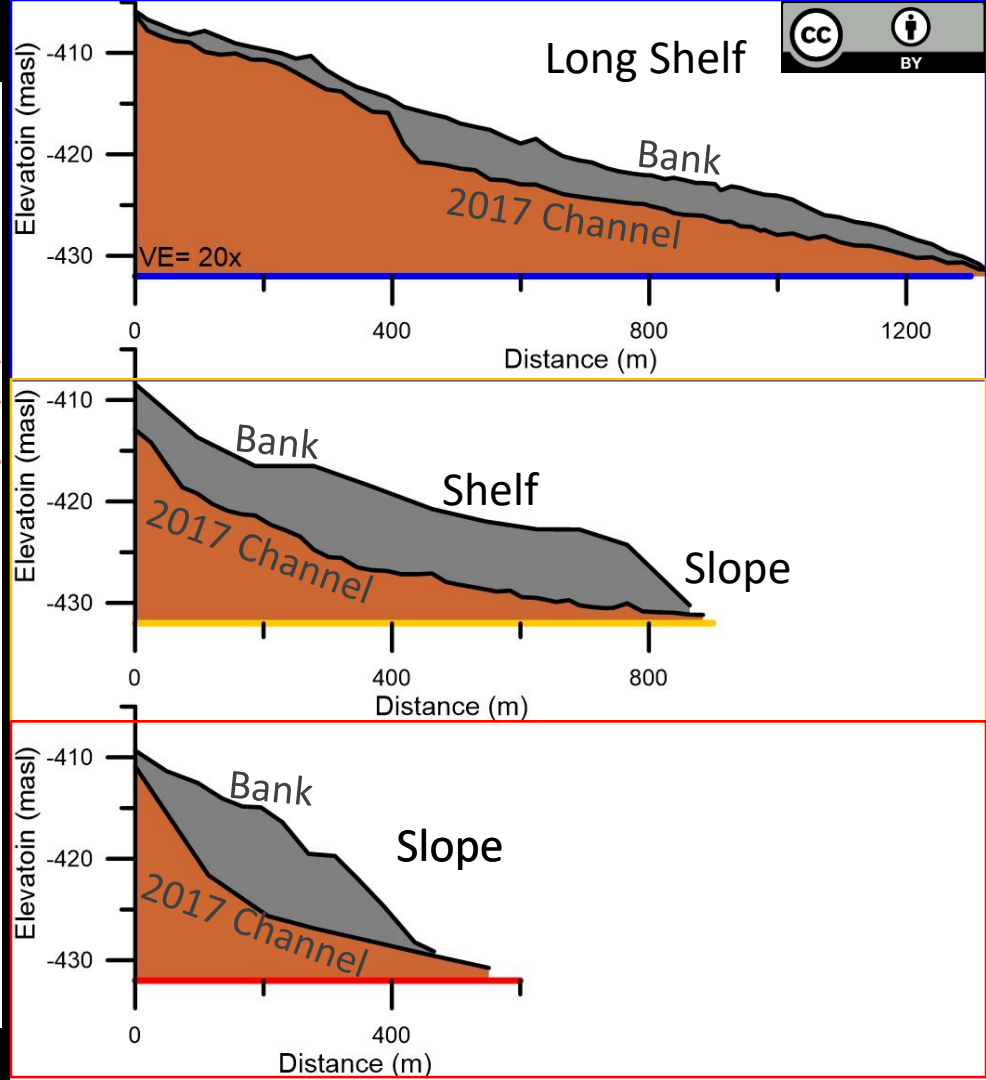 Long Shelf
cc BY
Elevatoin (masl)
-410
-420
-430
Bank
2017 Channel
VE= 20x
0 400 800 1200
Distance (m)
Elevatoin (masl)
-410
-420
-430
Bank
Shelf
2017 Channel
Slope
0 400 800
Distance (m)
Elevatoin (masl)
-410
-420
-430
Bank
Slope
2017 Channel
0 400
Distance (m)